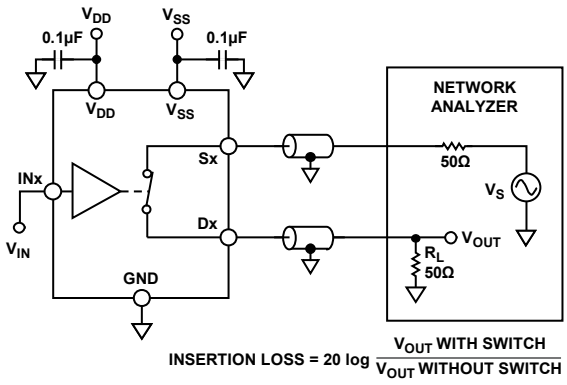 VDD
VSS
0.1µF
0.1µF
VDD
VSS
NETWORK
ANALYZER
Sx
50Ω
INx
VS
Dx
VOUT
VIN
RL
50Ω
GND
INSERTION LOSS = 20 log VOUT WITH SWITCH
VOUT WITHOUT SWITCH